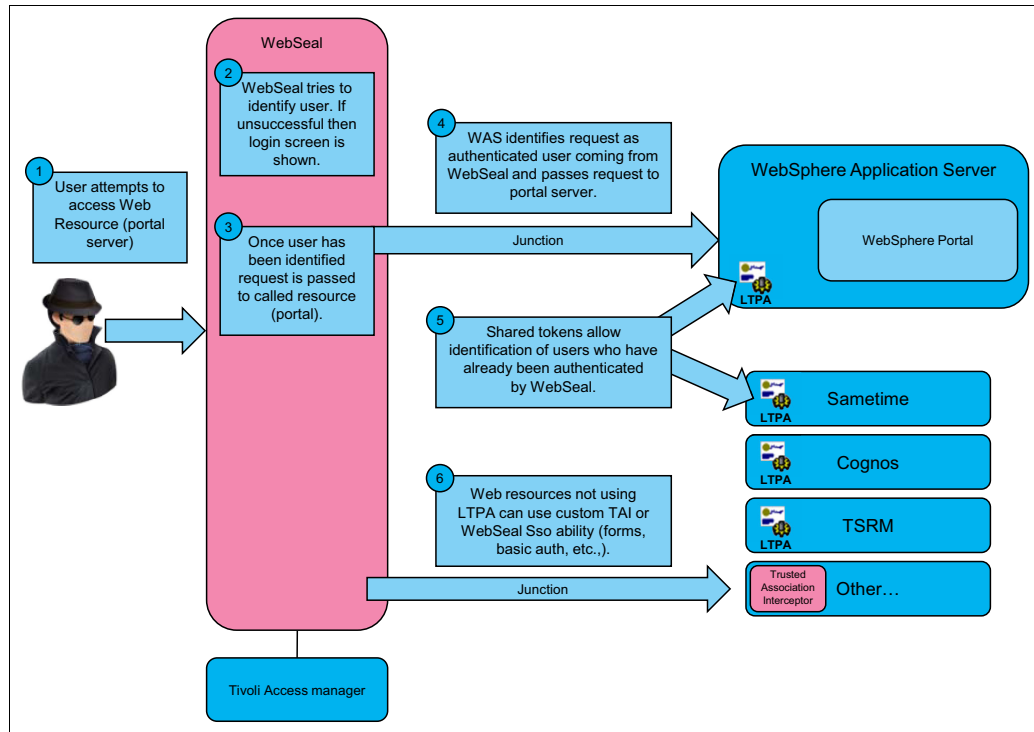 WebSeal
2
WebSeal tries to
identify user. If
unsuccessful then
login screen is
shown.
4
WAS identifies request as
authenticated user coming from
WebSeal and passes request to
portal server.
1
User attempts to
access Web
Resource (portal
server)
WebSphere Application Server
WebSphere Portal
LTPA
3
Once user has
been identified
request is passed
to called resource
(portal).
Junction
5
Shared tokens allow
identification of users who have
already been authenticated
by WebSeal.
LTPA
Sametime
LTPA
Cognos
LTPA
TSRM
6
Web resources not using
LTPA can use custom TAI or
WebSeal Sso ability (forms,
basic auth, etc.,).
Junction
Trusted
Association
Interceptor
Other…
Tivoli Access manager